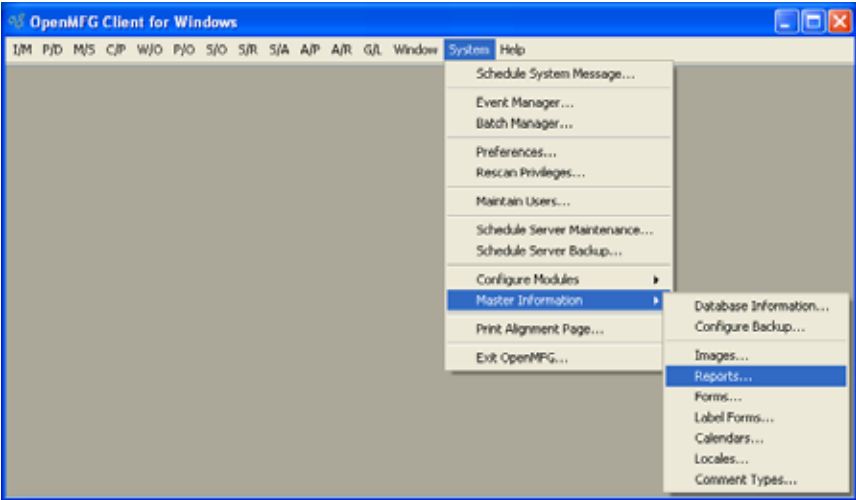 OpenMFG Client for Windows
I/M P/D M/S C/P W/O P/O S/O S/R S/A A/P A/R G/L Window System Help
Schedule System Message...
Event Manager...
Batch Manager...
Preferences...
Rescan Privileges...
Maintain Users...
Schedule Server Maintenance...
Schedule Server Backup...
Configure Modules
Master Information
Print Alignment Page...
Exit OpenMFG...
Database Information...
Configure Backup...
Images...
Reports...
Forms...
Label Forms...
Calendars...
Locales...
Comment Types...